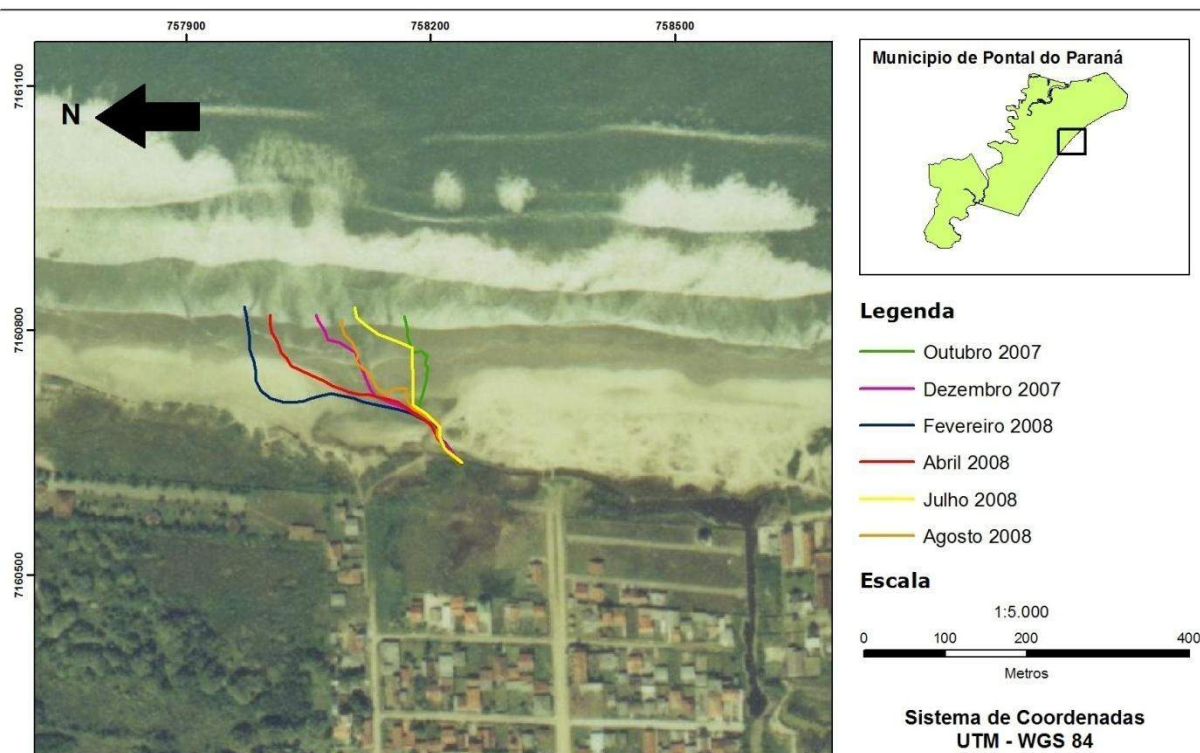 757900
758200
758500
7161100
7160800
7160500
N
Municipio de Pontal do Paraná
Legenda
Outubro 2007
Dezembro 2007
Fevereiro 2008
Abril 2008
Julho 2008
Agosto 2008
Escala
1:5.000
0 100 200 400
Metros
Sistema de Coordenadas
UTM - WGS 84